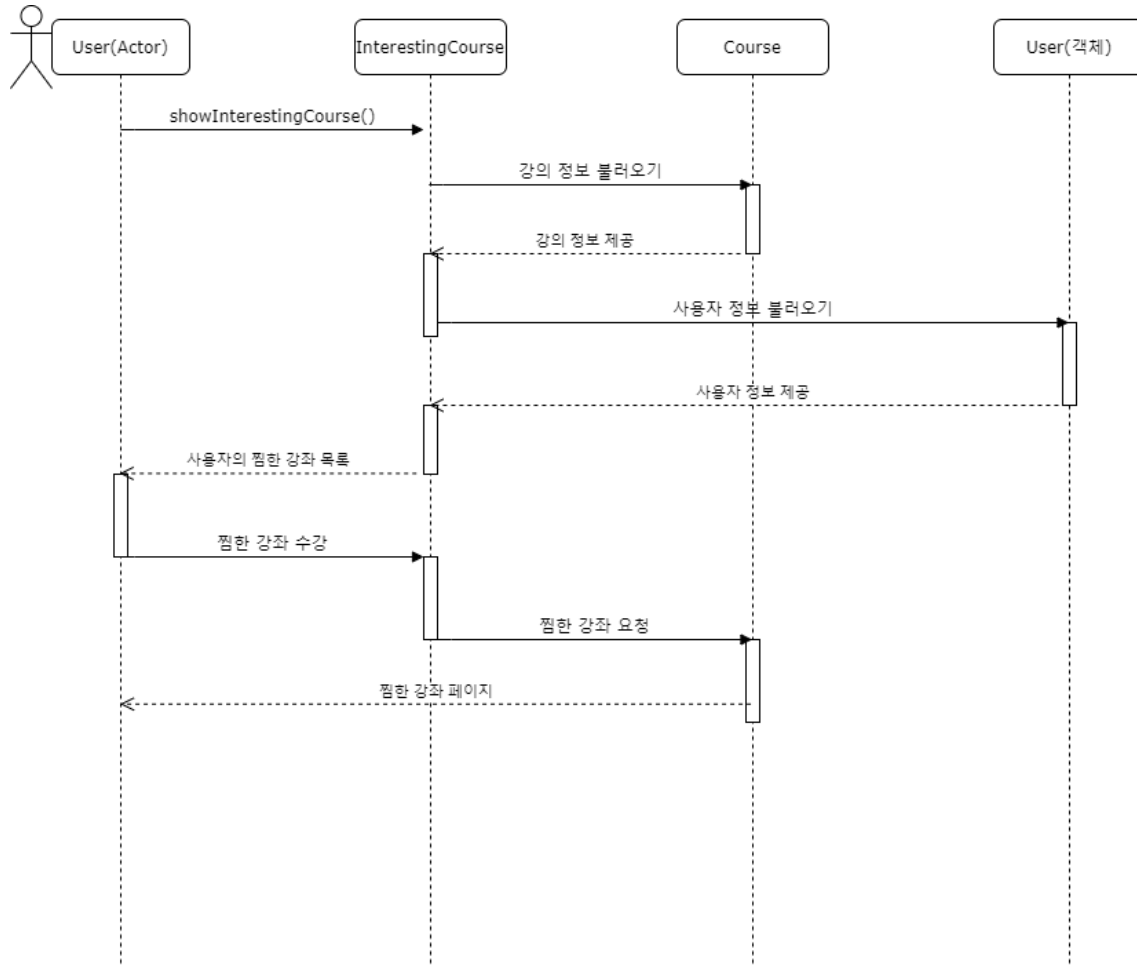 User(Actor)
InterestingCourse
Course
User(객체)
showInterestingCourse()
강의 정보 불러오기
강의 정보 제공
사용자 정보 불러오기
사용자 정보 제공
사용자의 찜한 강좌 목록
찜한 강좌 수강
찜한 강좌 요청
찜한 강좌 페이지